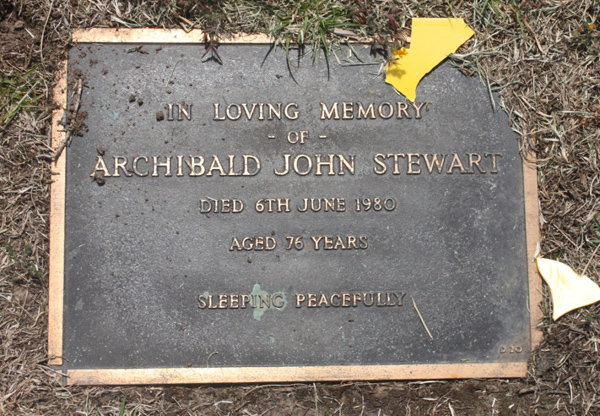 IN LOVING MEMORY
- OF -
ARCHIBALD JOHN STEWART
DIED 6TH JUNE 1980
AGED 76 YEARS
SLEEPING PEACEFULLY